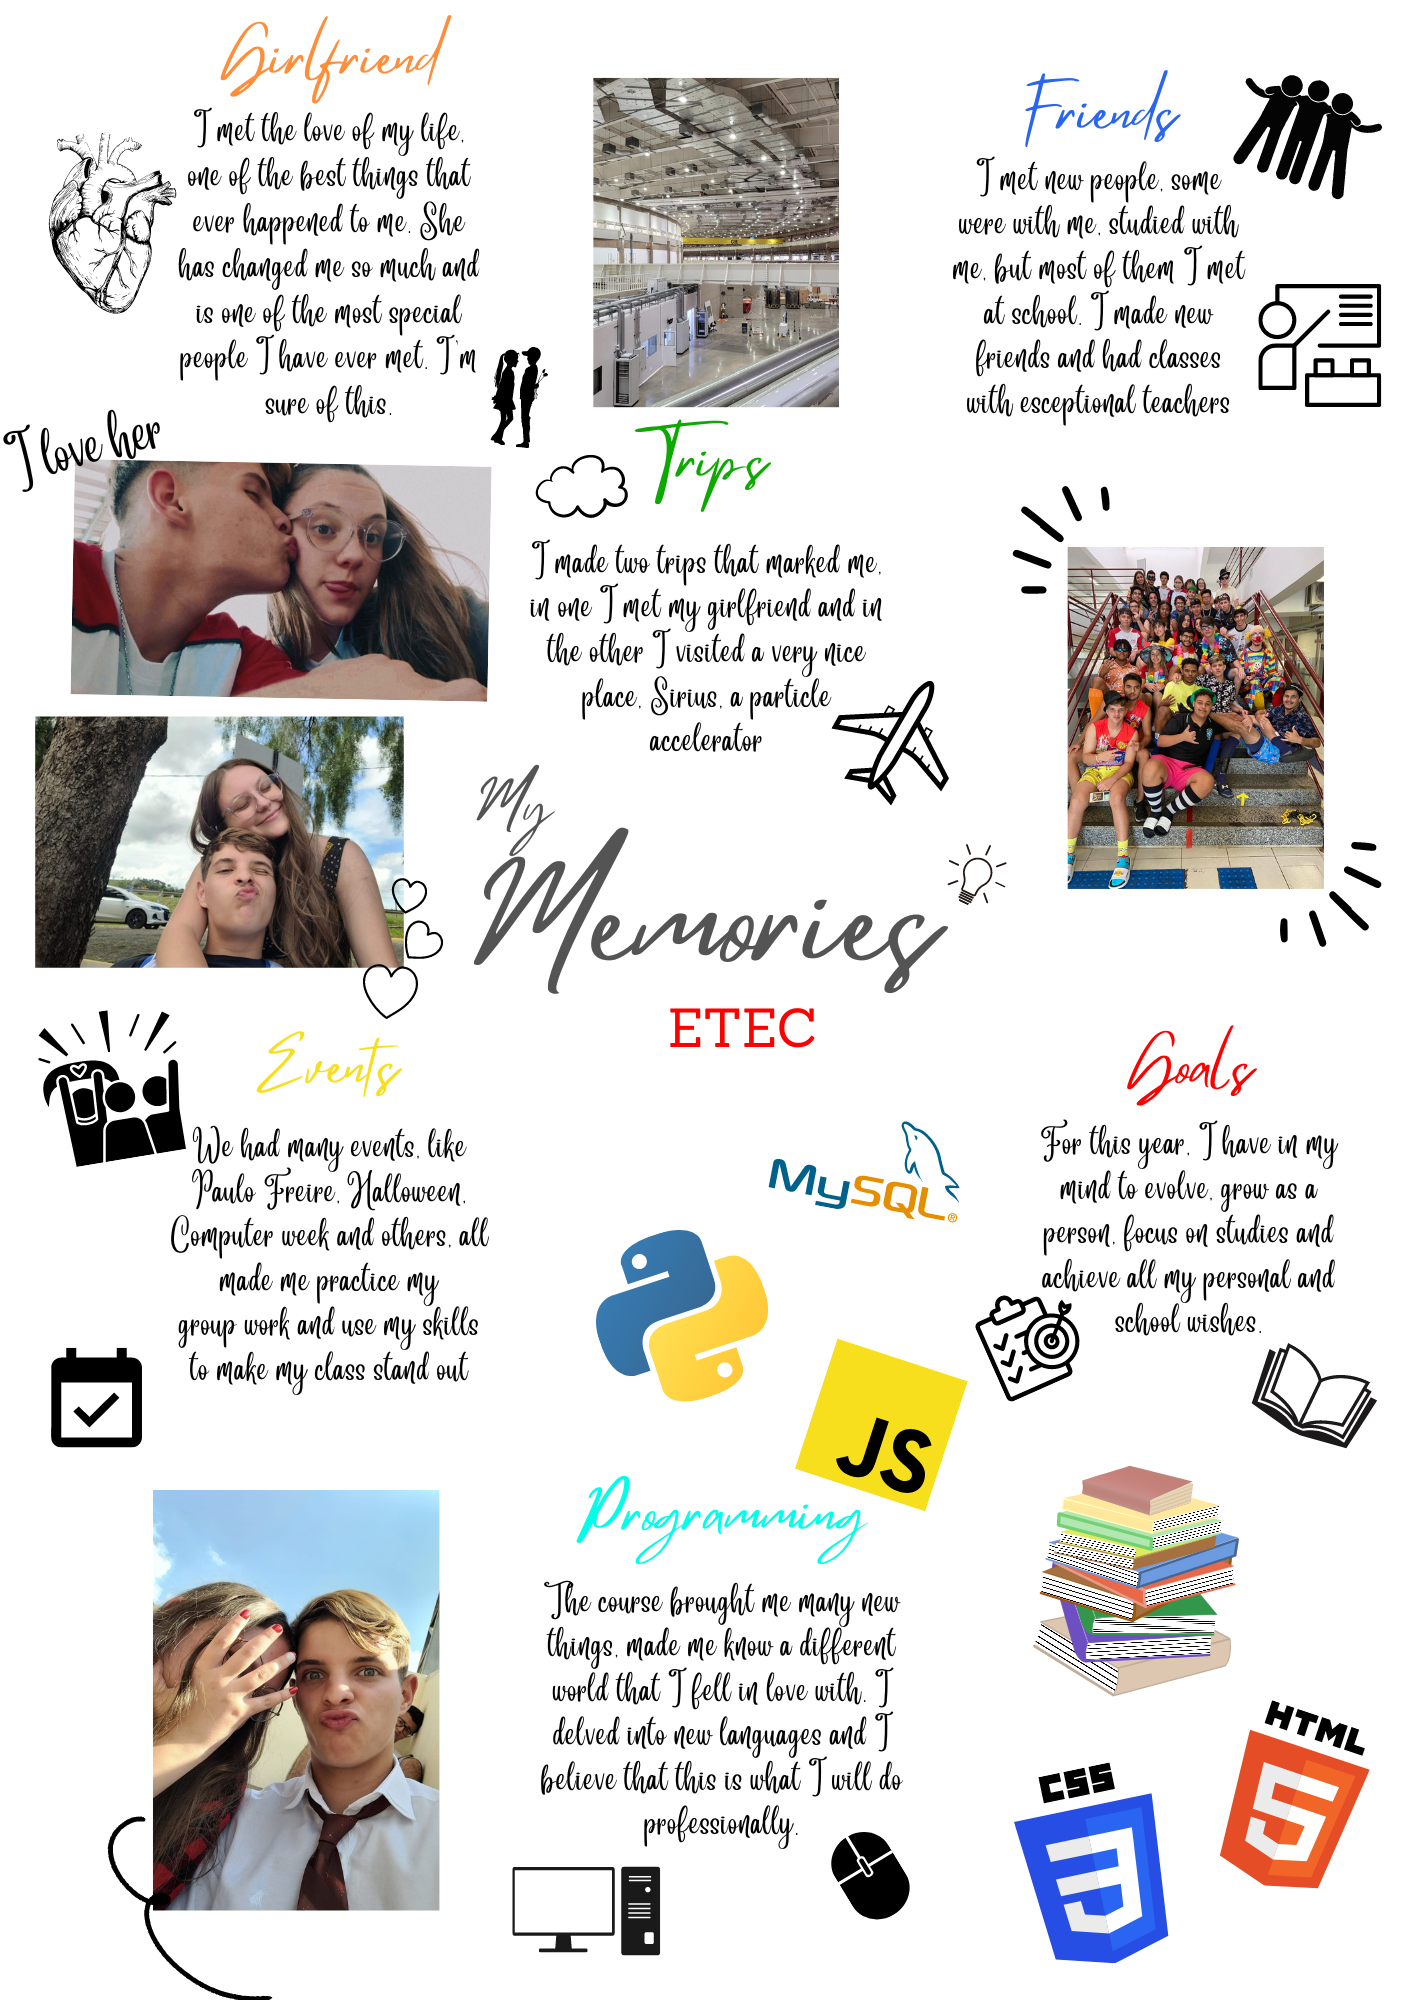 Girlfriend
I met the love of my life,
one of the best things that
ever happened to me. She
has changed me so much and
is one of the most special
people I have ever met. I'm
sure of this.
I love her
Trips
I made two trips that marked me,
in one I met my girlfriend and in
the other I visited a very nice
place, Sirius, a particle
accelerator
Friends
I met new people, some
were with me, studied with
me, but most of them I met
at school. I made new
friends and had classes
with esceptional teachers
My
Memories
ETEC
Events
We had many events, like
Paulo Freire, Halloween,
Computer week and others, all
made me practice my
group work and use my skills
to make my class stand out
MySQL®
JS
Programming
The course brought me many new
things, made me know a different
world that I fell in love with. I
delved into new languages and I
believe that this is what I will do
professionally.
Goals
For this year, I have in my
mind to evolve, grow as a
person, focus on studies and
achieve all my personal and
school wishes.
HTML
5
CSS
3